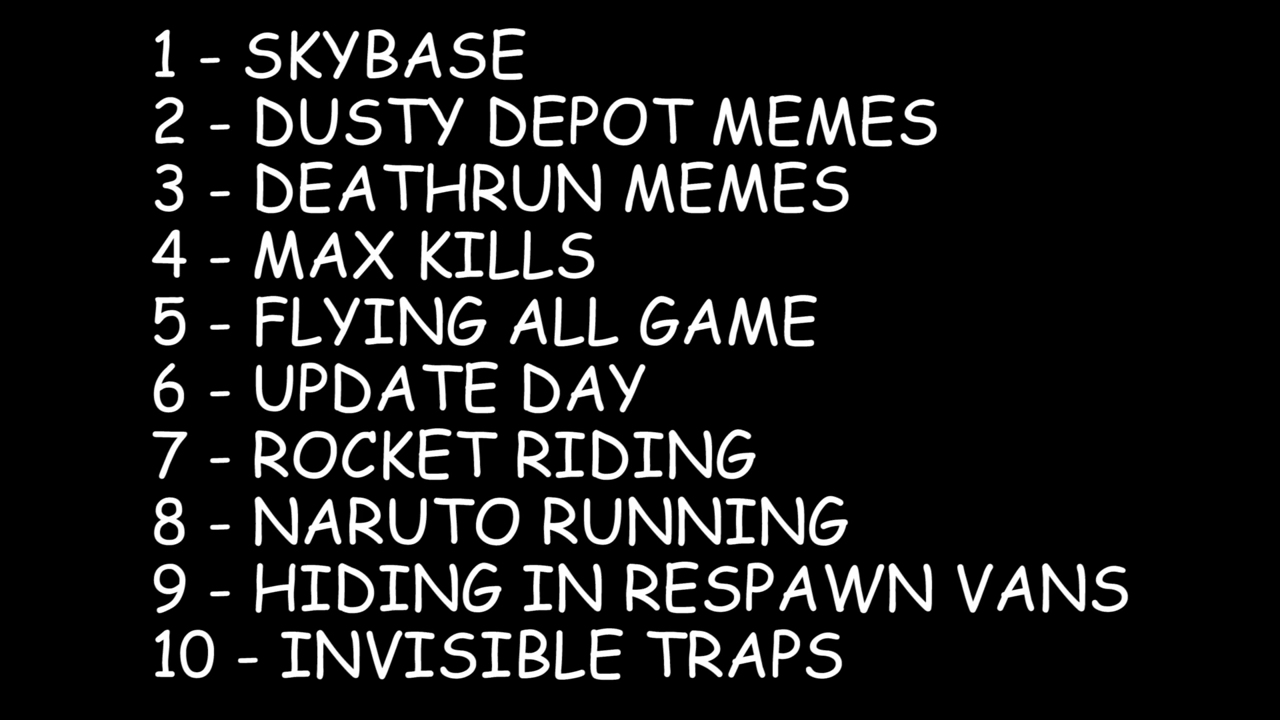 1 - SKYBASE
2 - DUSTY DEPOT MEMES
3 - DEATHRUN MEMES
4 - MAX KILLS
5 - FLYING ALL GAME
6 - UPDATE DAY
7 - ROCKET RIDING
8 - NARUTO RUNNING
9 - HIDING IN RESPAWN VANS
10 - INVISIBLE TRAPS